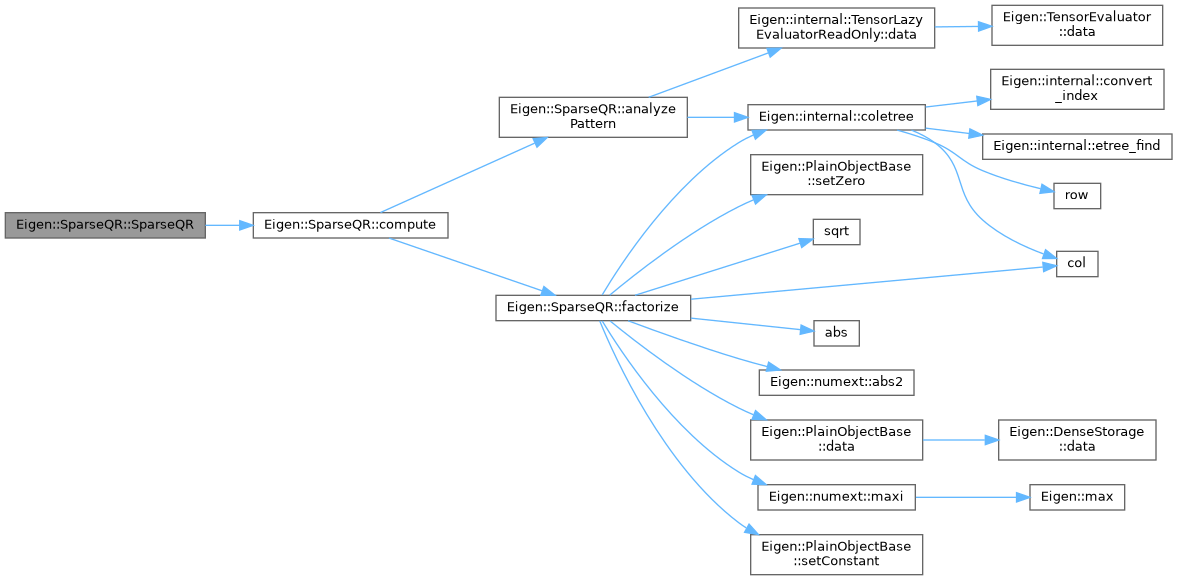 Eigen::SparseQR::SparseQR
Eigen::SparseQR::compute
Eigen::SparseQR::analyze
Pattern
Eigen::internal::TensorLazy
EvaluatorReadOnly::data
Eigen::TensorEvaluator
::data
Eigen::internal::coletree
Eigen::internal::convert
_index
Eigen::internal::etree_find
row
col
Eigen::SparseQR::factorize
Eigen::PlainObjectBase
::setZero
sqrt
abs
Eigen::numext::abs2
Eigen::PlainObjectBase
::data
Eigen::DenseStorage
::data
Eigen::numext::maxi
Eigen::max
Eigen::PlainObjectBase
::setConstant